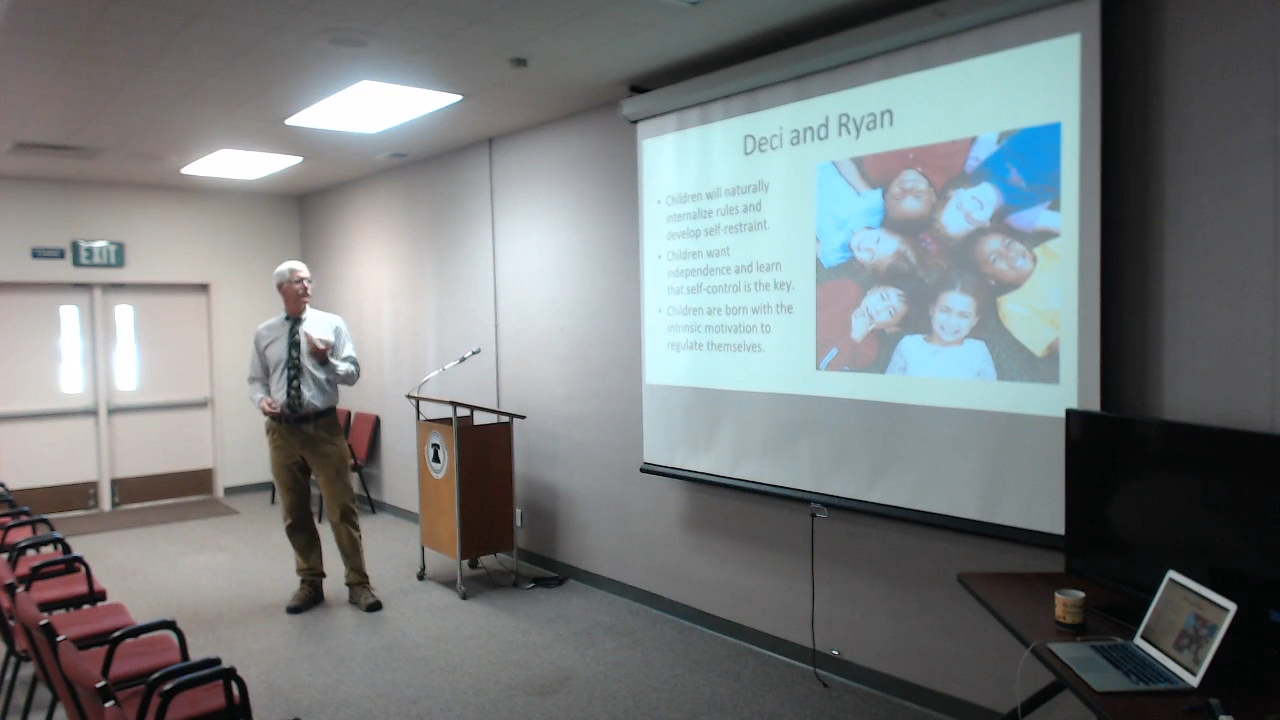 Deci and Ryan
• Children will naturally
internalize rules and
develop self-restraint.
• Children want
independence and learn
that self-control is the key.
• Children are born with the
intrinsic motivation to
regulate themselves.
EXIT